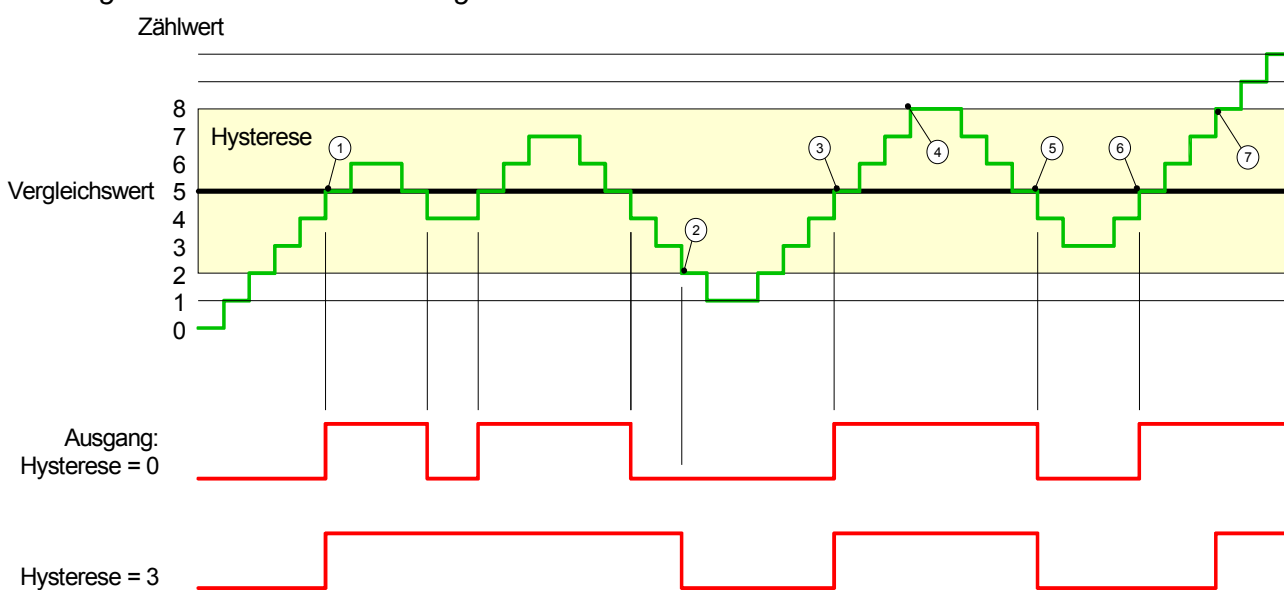 Zählwert
8
7
6
Vergleichswert 5
4
3
2
1
0
Hysterese
1
2
3
4
5
6
7
Ausgang:
Hysterese = 0
Hysterese = 3